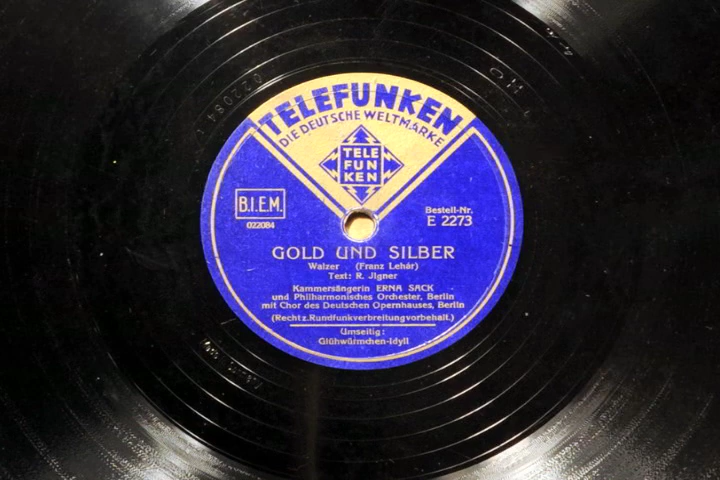 TELEFUNKEN
DIE DEUTSCHE WELTMARKE
TELE
FUN
KEN
B.I.E.M.
022084
Bestell-Nr.
E 2273
GOLD UND SILBER
Walzer (Franz Lehár)
Text: R. Jlgner
Kammersängerin ERNA SACK
und Philharmonisches Orchester, Berlin
mit Chor des Deutschen Opernhauses, Berlin
(Recht z. Rundfunkverbreitung vorbehalt.)
Umseitig:
Glühwürmchen-Idyll
022084